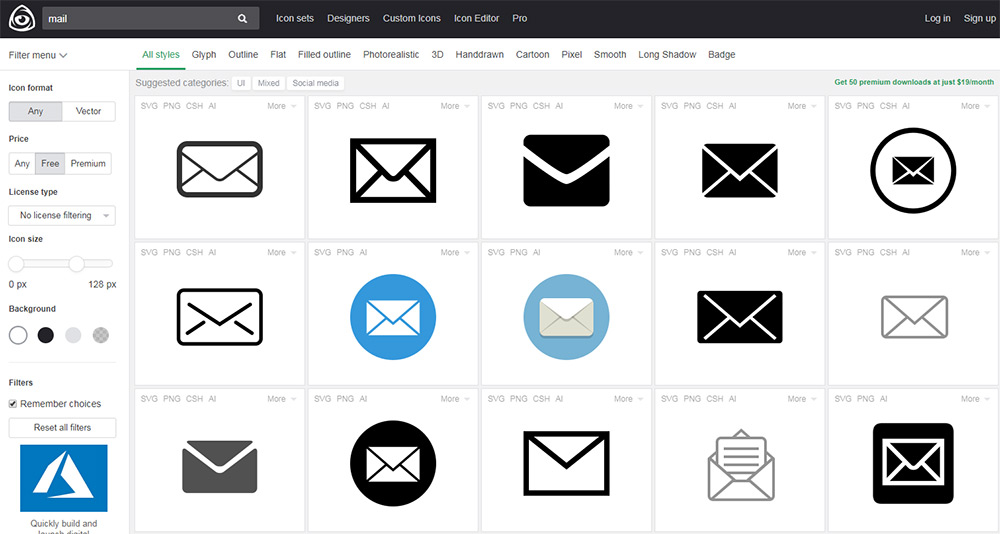 mail
Icon sets Designers Custom Icons Icon Editor Pro
Log in Sign up
Filter menu
All styles Glyph Outline Flat Filled outline Photorealistic 3D Handdrawn Cartoon Pixel Smooth Long Shadow Badge
Suggested categories: UI Mixed Social media
Get 50 premium downloads at just $19/month
Icon format
Any Vector
Price
Any Free Premium
License type
No license filtering
Icon size
0 px 128 px
Background
Filters
Remember choices
Reset all filters
Quickly build and
launch digital
SVG PNG CSH AI More
SVG PNG CSH AI More
SVG PNG CSH AI More
SVG PNG CSH AI More
SVG PNG CSH AI More
SVG PNG CSH AI More
SVG PNG CSH AI More
SVG PNG AI More
SVG PNG CSH AI More
SVG PNG CSH AI More
SVG PNG CSH AI More
SVG PNG AI More
SVG PNG CSH AI More
SVG PNG CSH AI More
SVG PNG CSH AI More